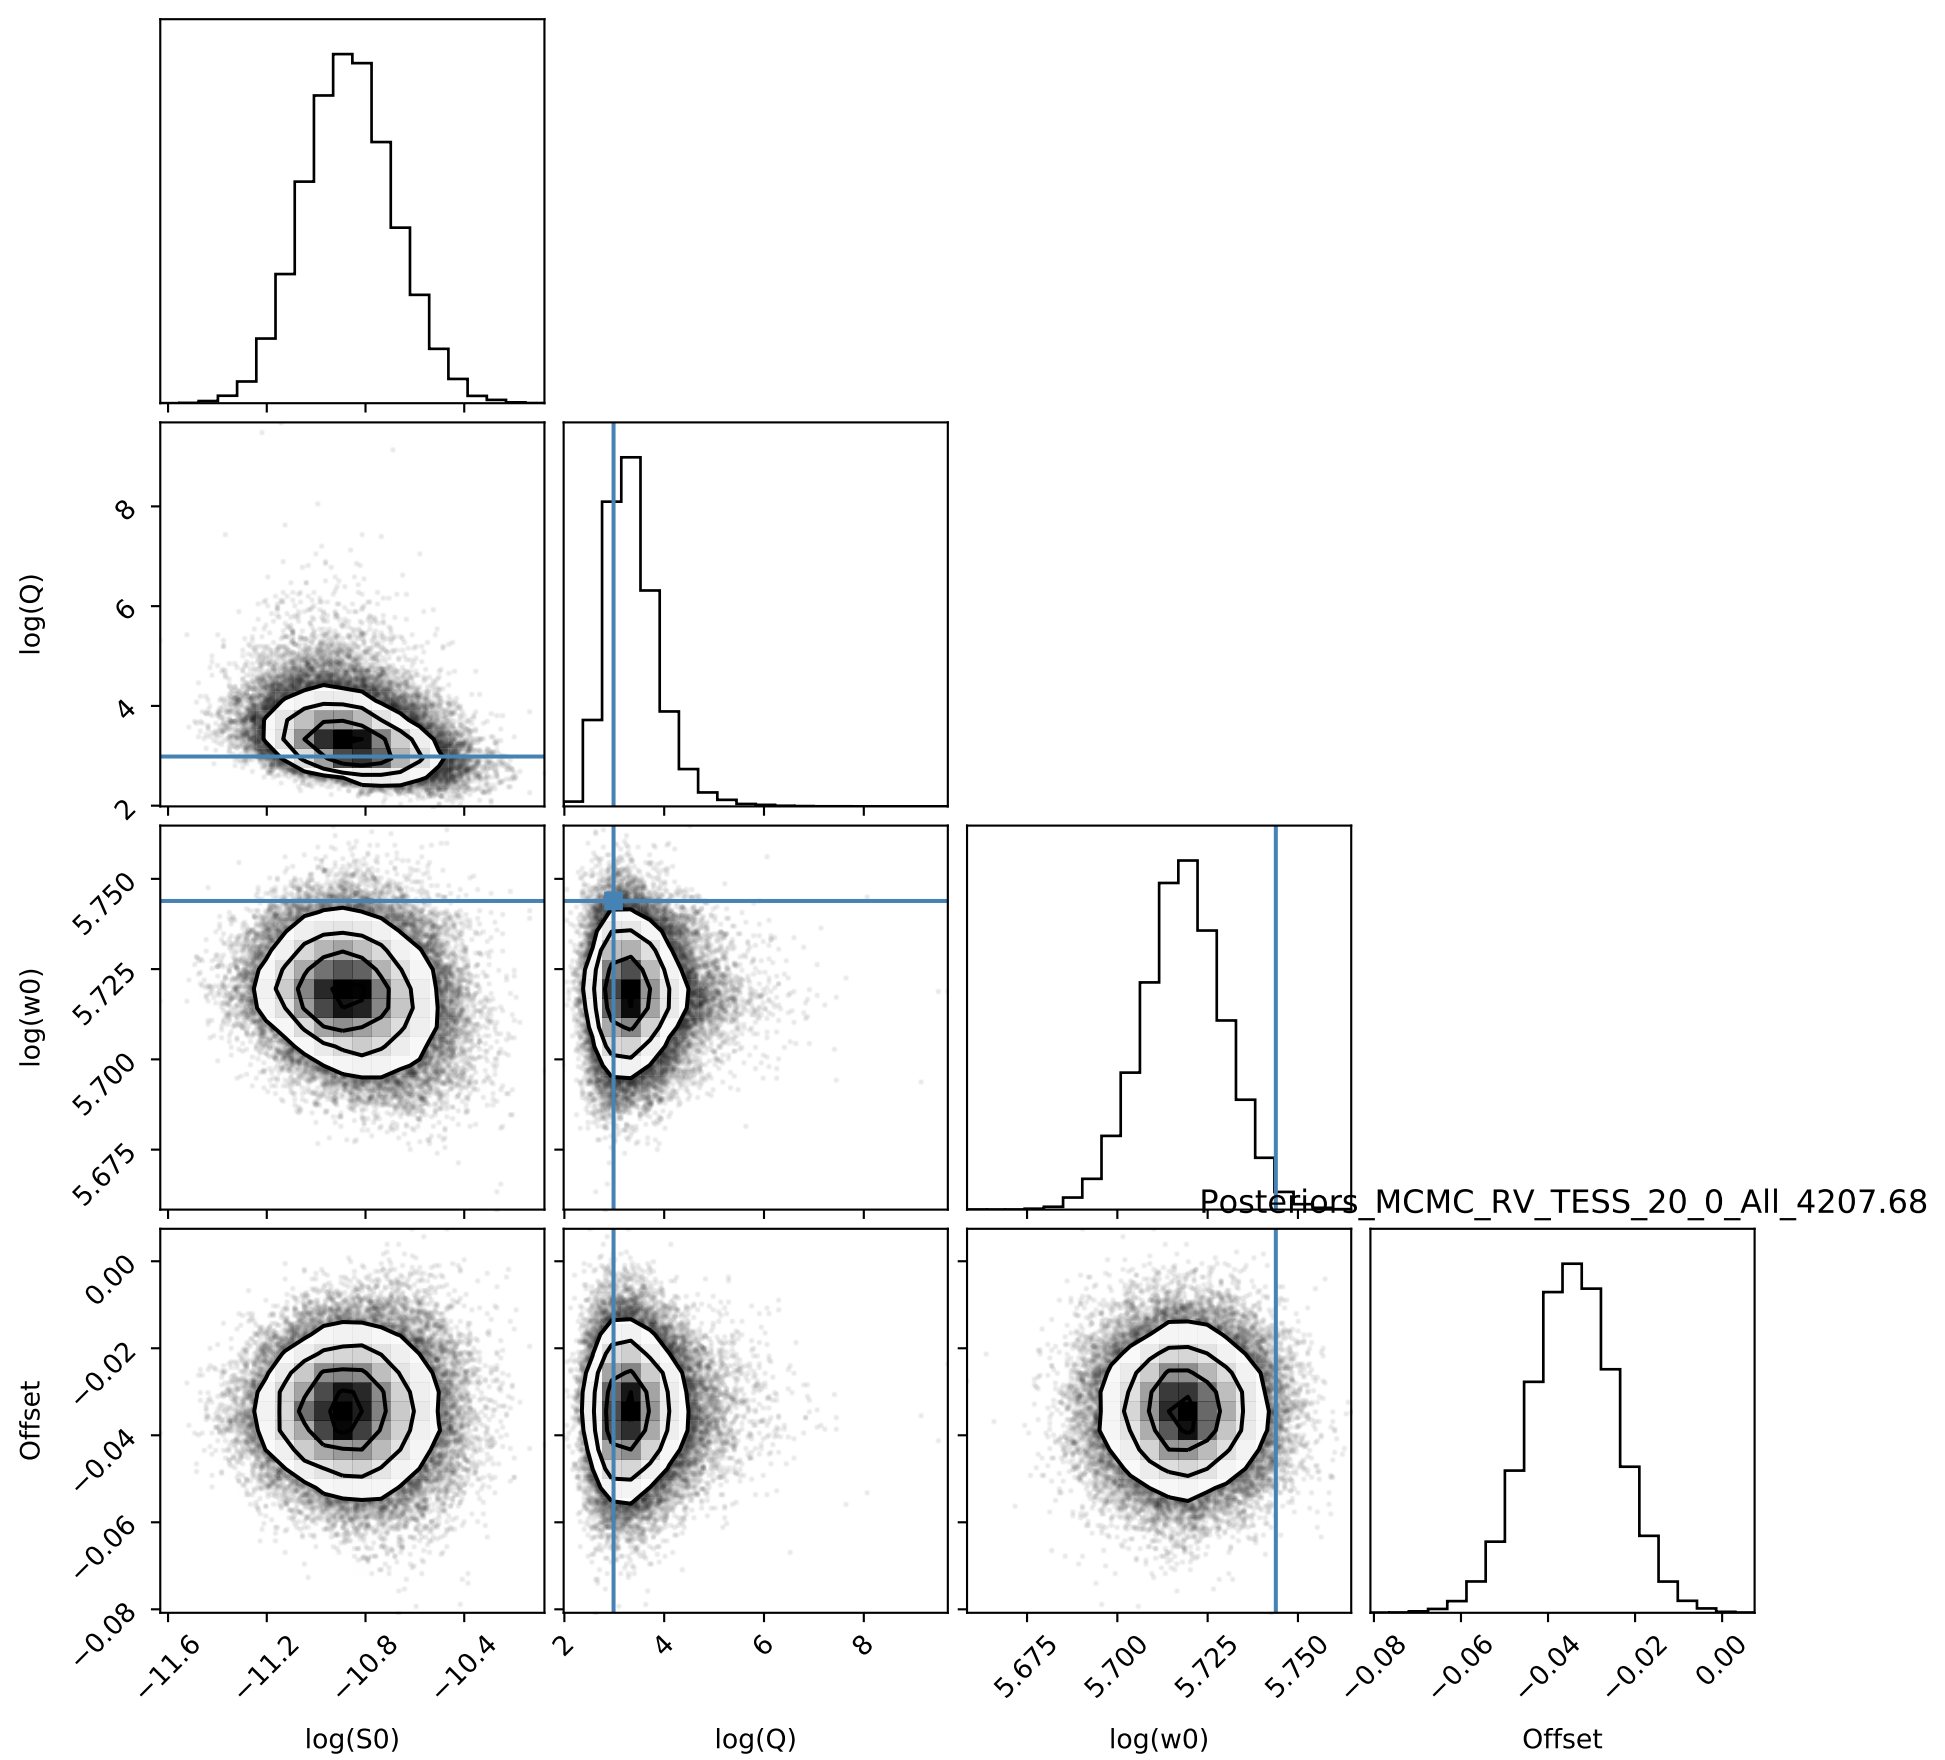 8
6
4
2
log(Q)
5.750
5.725
5.700
5.675
log(w0)
Posteriors_MCMC_RV_TESS_20_0_All_4207.68
0.00
−0.02
−0.04
−0.06
−0.08
Offset
−11.6 −11.2 −10.8 −10.4 2 4 6 8 5.675 5.700 5.725 5.750 −0.08 −0.06 −0.04 −0.02 0.00
log(S0) log(Q) log(w0) Offset